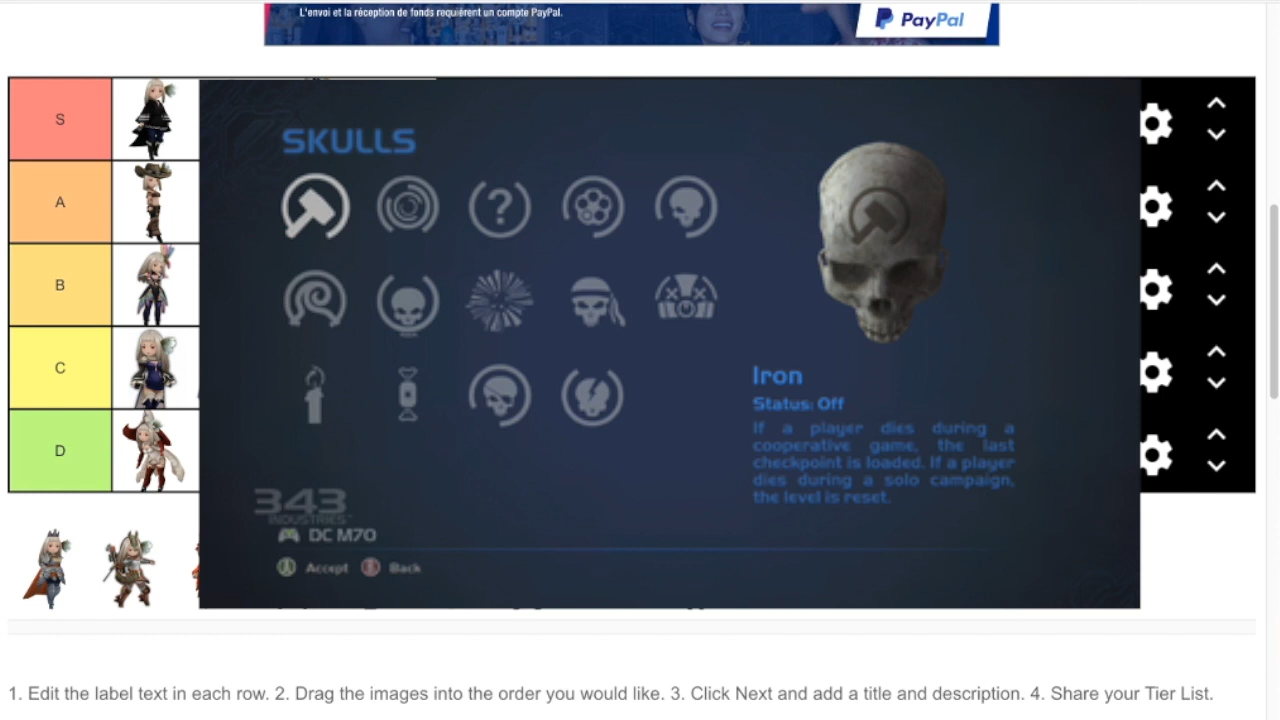 L'envoi et la réception de fonds requièrent un compte PayPal.
PayPal
S
A
B
C
D
SKULLS
?
Iron
Status: Off
If a player dies during a
cooperative game, the last
checkpoint is loaded. If a player
dies during a solo campaign,
the level is reset.
343
INDUSTRIES
DC M70
A Accept B Back
1. Edit the label text in each row. 2. Drag the images into the order you would like. 3. Click Next and add a title and description. 4. Share your Tier List.